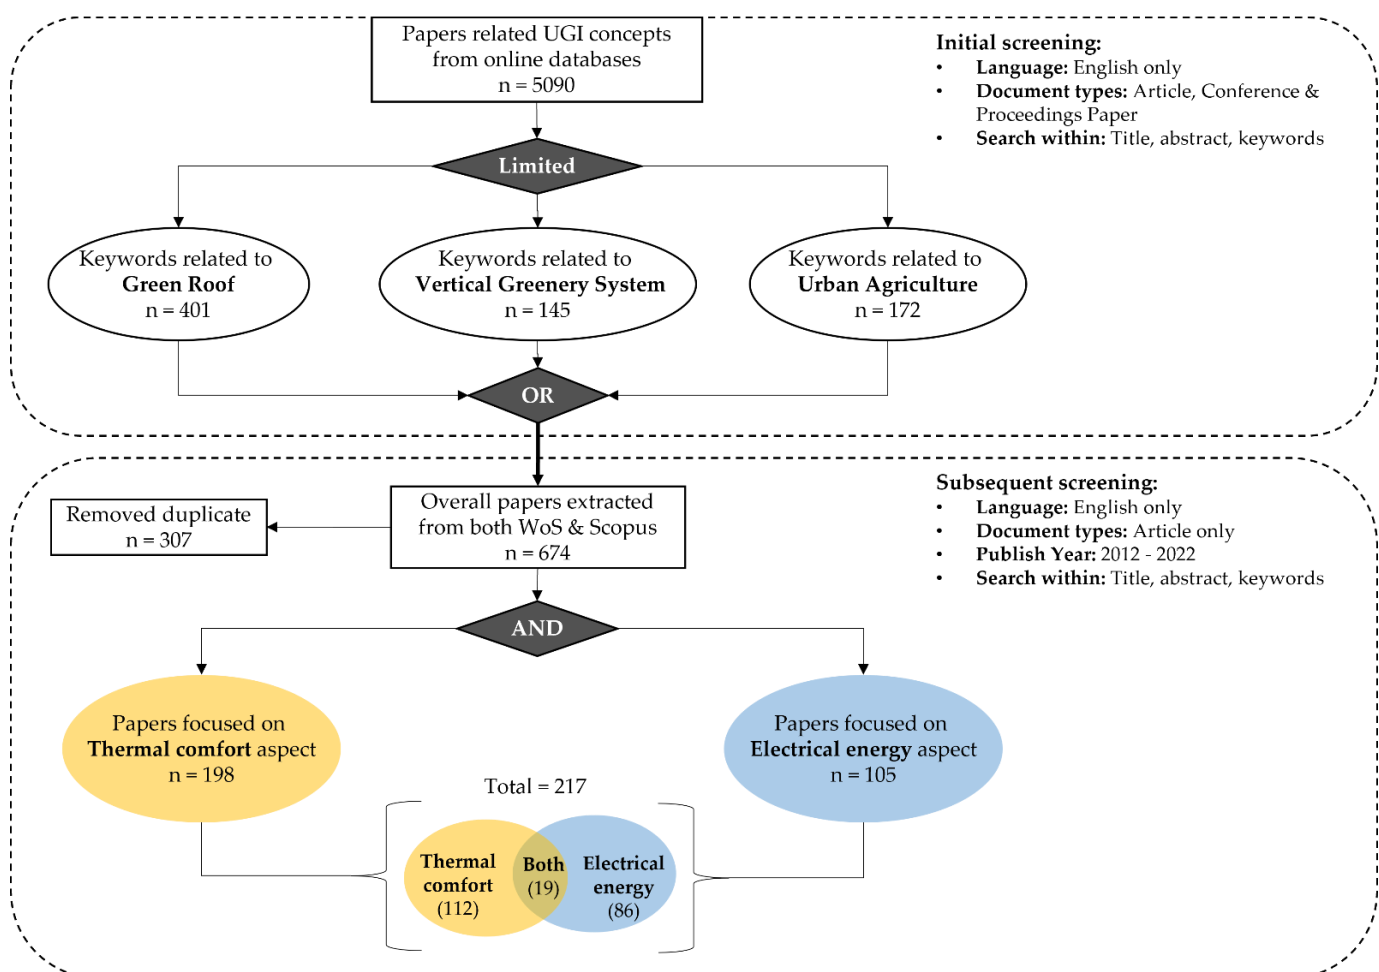 Papers related UGI concepts
from online databases
n = 5090
Initial screening:
• Language: English only
• Document types: Article, Conference &
Proceedings Paper
• Search within: Title, abstract, keywords
Limited
Keywords related to
Green Roof
n = 401
Keywords related to
Vertical Greenery System
n = 145
Keywords related to
Urban Agriculture
n = 172
OR
Subsequent screening:
• Language: English only
• Document types: Article only
• Publish Year: 2012 - 2022
• Search within: Title, abstract, keywords
Overall papers extracted
from both WoS & Scopus
n = 674
Removed duplicate
n = 307
AND
Papers focused on
Thermal comfort aspect
n = 198
Papers focused on
Electrical energy aspect
n = 105
Total = 217
Thermal
comfort
(112)
Both
(19)
Electrical
energy
(86)